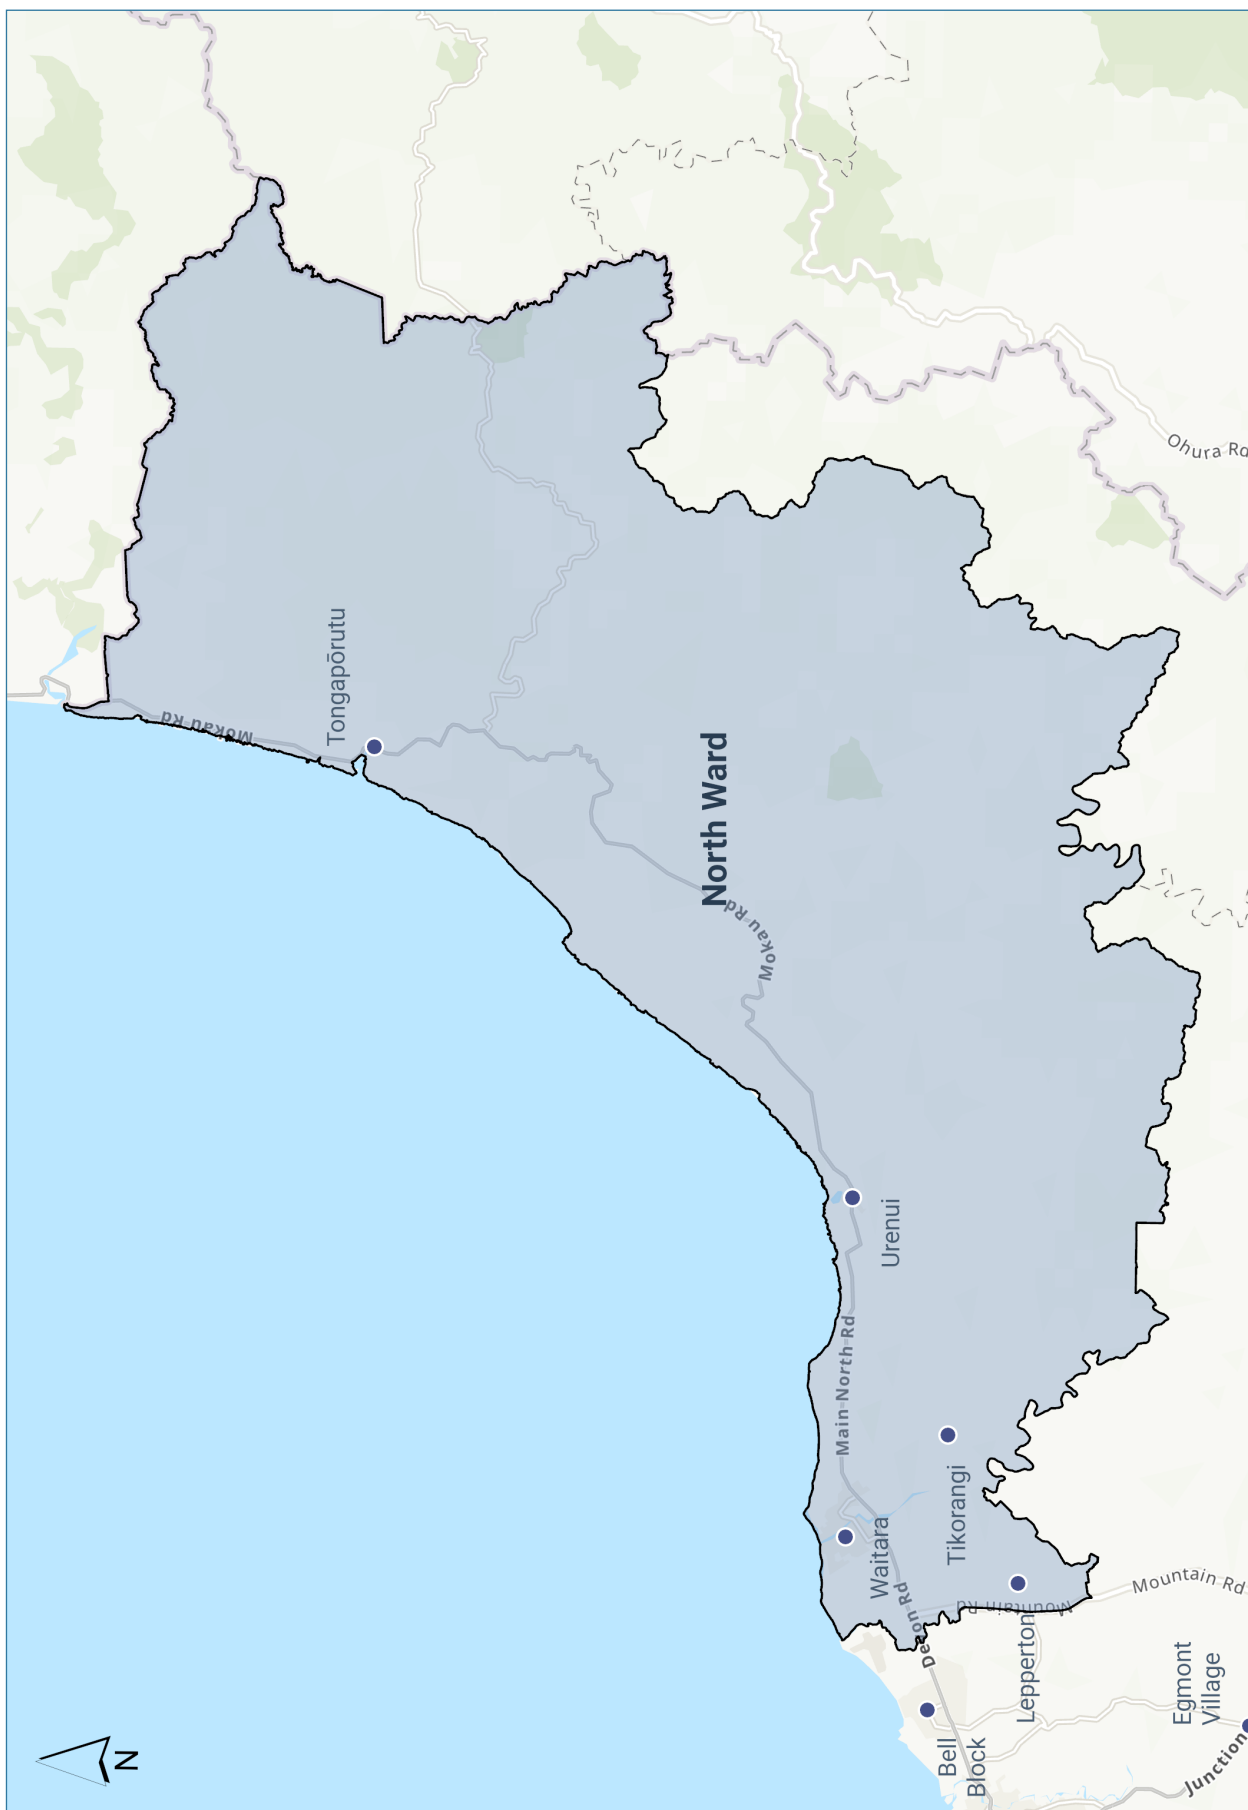 Mokau Rd
Tongapōrutu
North Ward
Mokau Rd
Ohura Rd
Urenui
Main North Rd
Tikorangi
Waitara
Devon Rd
Mountain Rd
Mountain Rd
Lepperton
Egmont
Village
Bell
Block
Junction
N